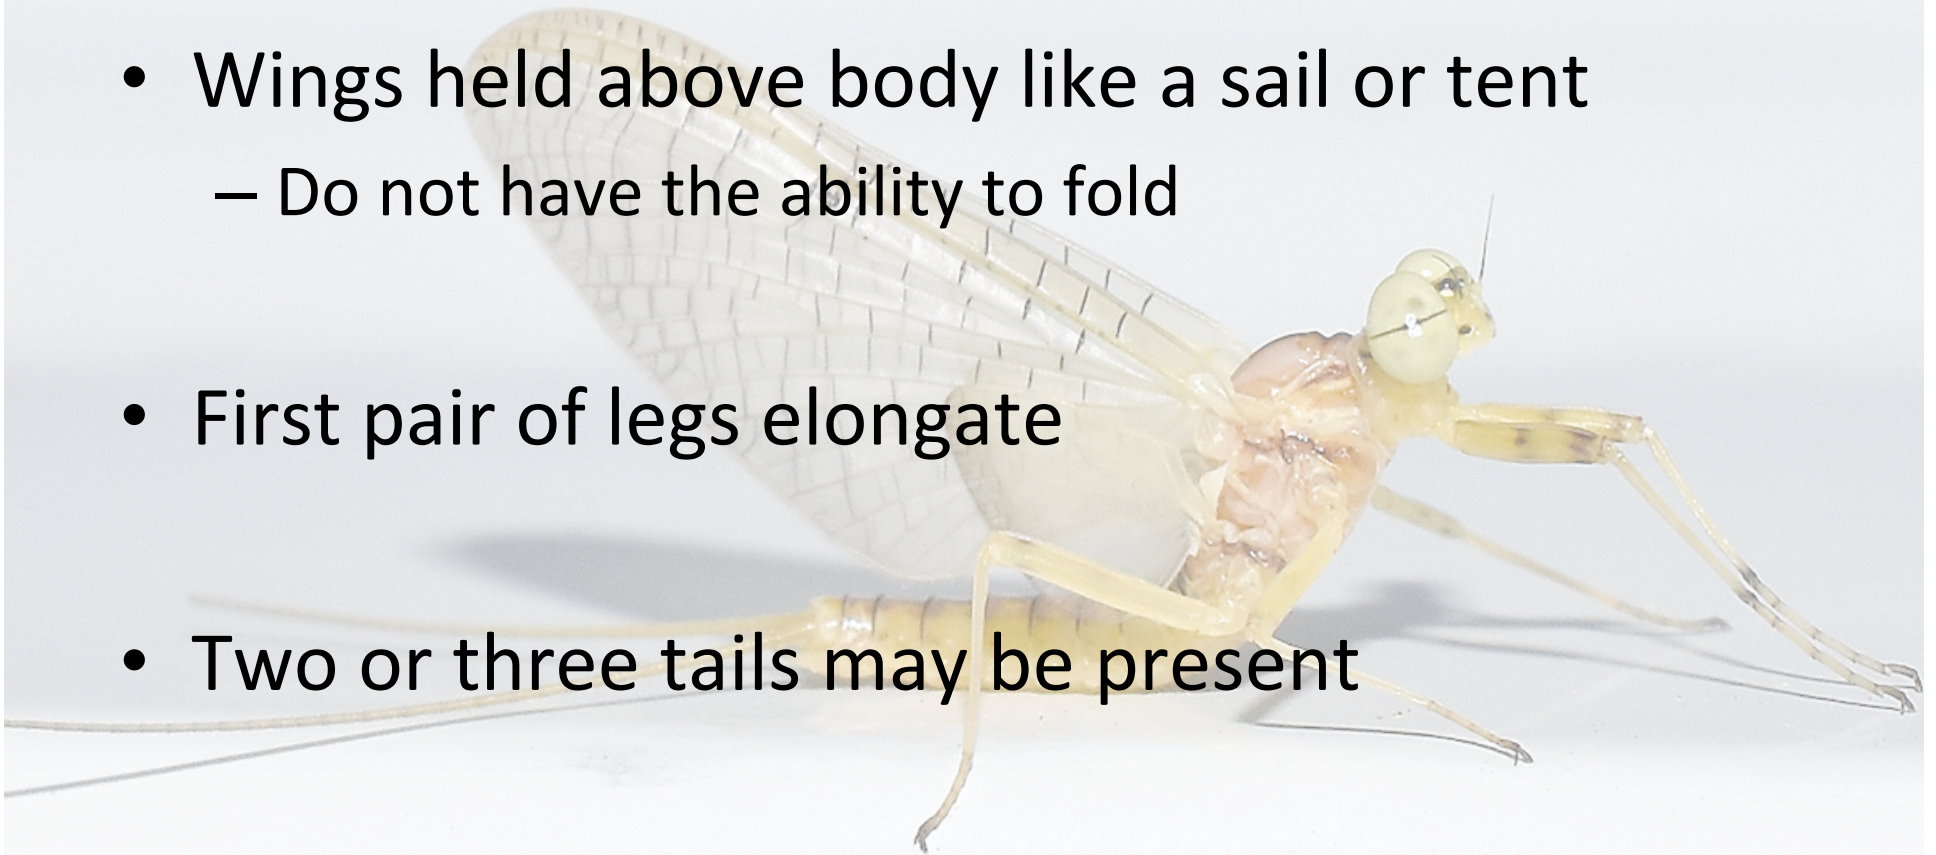 • Wings held above body like a sail or tent
– Do not have the ability to fold
• First pair of legs elongate
• Two or three tails may be present